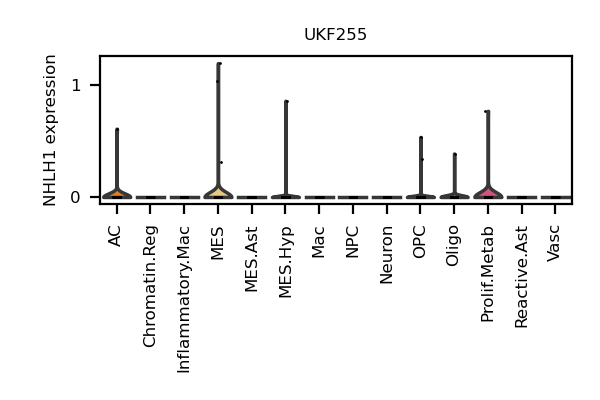 UKF255
NHLH1 expression
1
0
AC
Chromatin.Reg
Inflammatory.Mac
MES
MES.Ast
MES.Hyp
Mac
NPC
Neuron
OPC
Oligo
Prolif.Metab
Reactive.Ast
Vasc